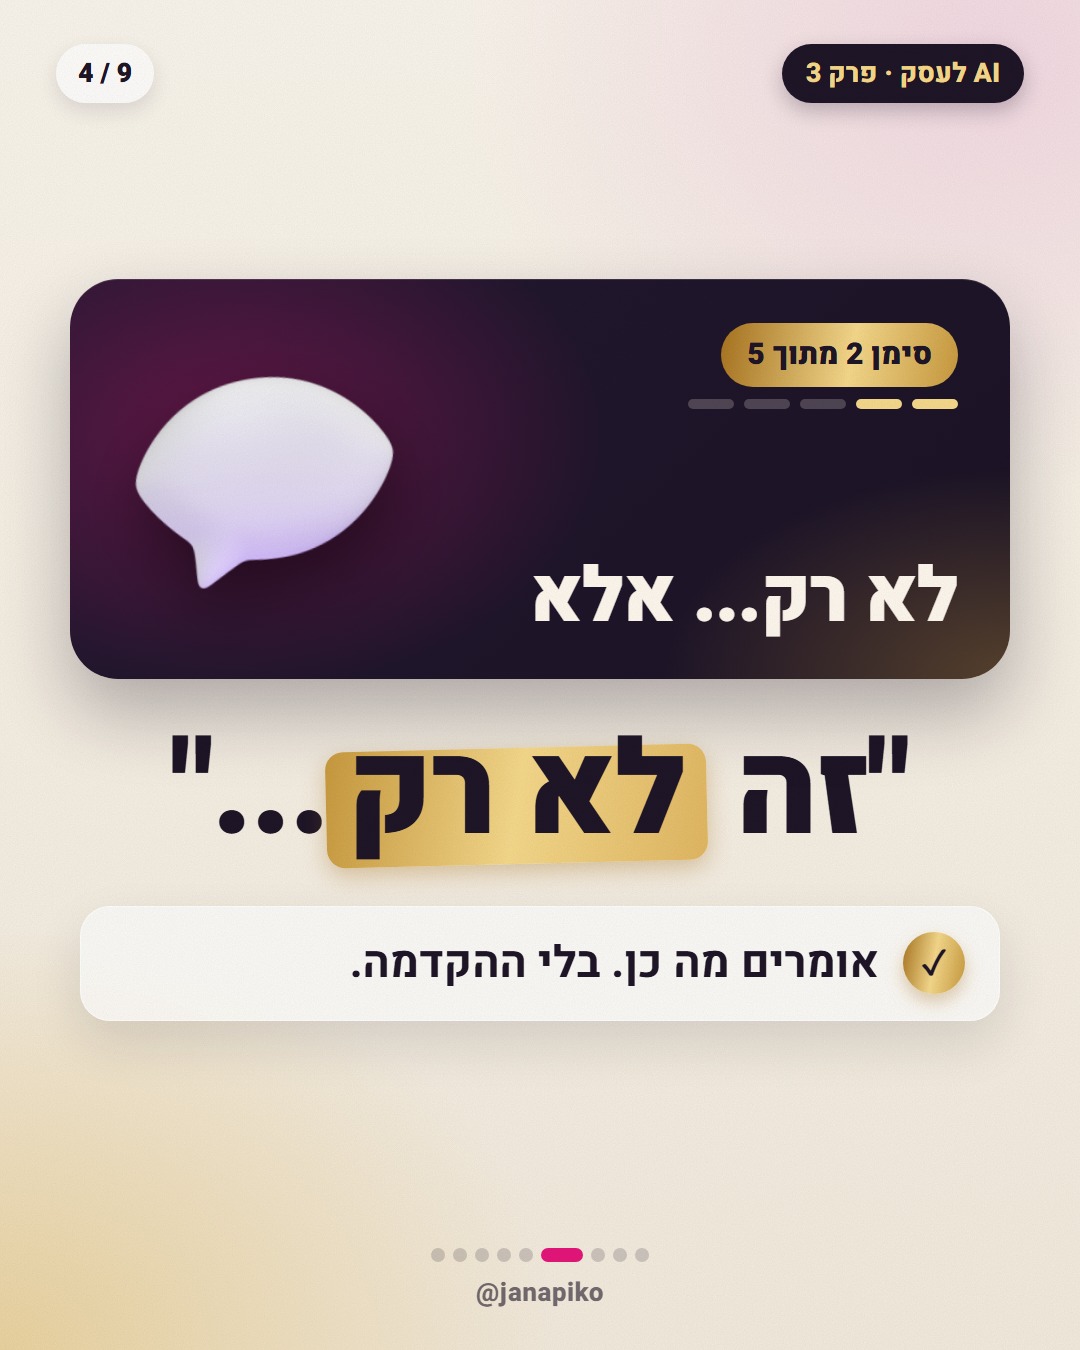 AI לעסק · פרק 3
4 / 9
סימן 2 מתוך 5
לא רק... אלא
"זה לא רק..."
✓ אומרים מה כן. בלי ההקדמה.
@janapiko